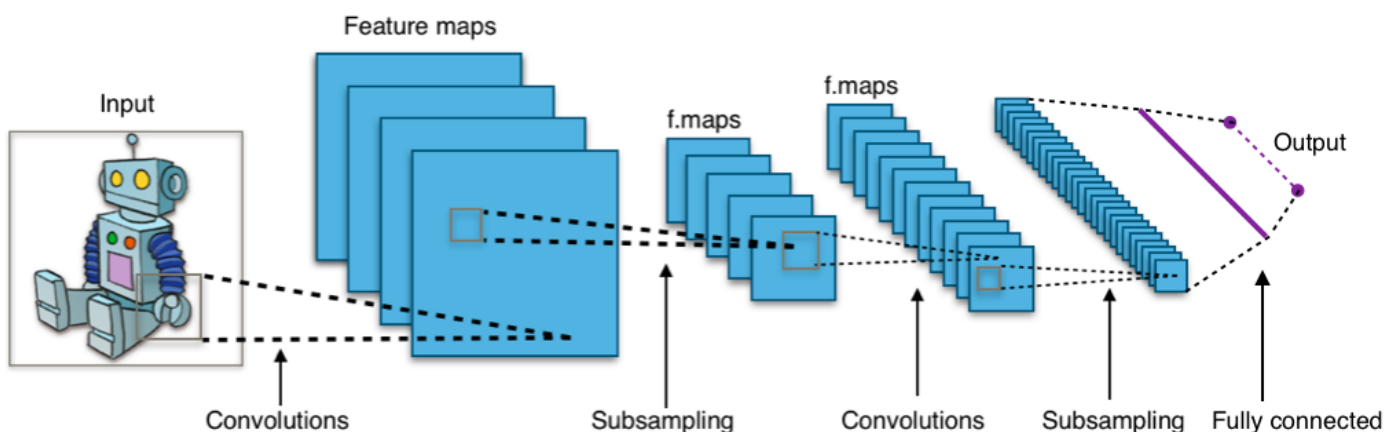 Feature maps
f.maps
Input
f.maps
Output
Convolutions
Subsampling
Convolutions
Subsampling
Fully connected